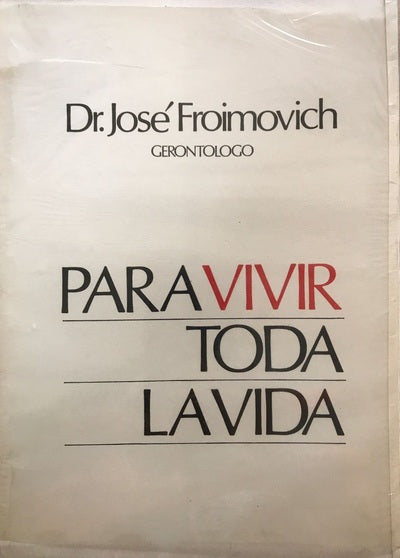 Dr. José Froimovich
GERONTOLOGO
PARA VIVIR
TODA
LA VIDA